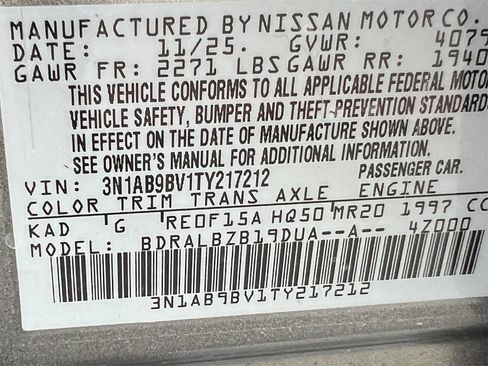 MANUFACTURED BY NISSAN MOTOR CO.
DATE: 11/25. GVWR: 4079
GAWR FR: 2271 LBS GAWR RR: 1940
THIS VEHICLE CONFORMS TO ALL APPLICABLE FEDERAL MOTOR
VEHICLE SAFETY, BUMPER AND THEFT-PREVENTION STANDARDS
IN EFFECT ON THE DATE OF MANUFACTURE SHOWN ABOVE.
SEE OWNER'S MANUAL FOR ADDITIONAL INFORMATION.
VIN: 3N1AB9BV1TY217212 PASSENGER CAR.
COLOR TRIM TRANS AXLE ENGINE
KAD G RE0F15A HQ50 MR20 1997 CC
MODEL: BDRALBZB19DUA--A-- 4Z000
3N1AB9BV1TY217212